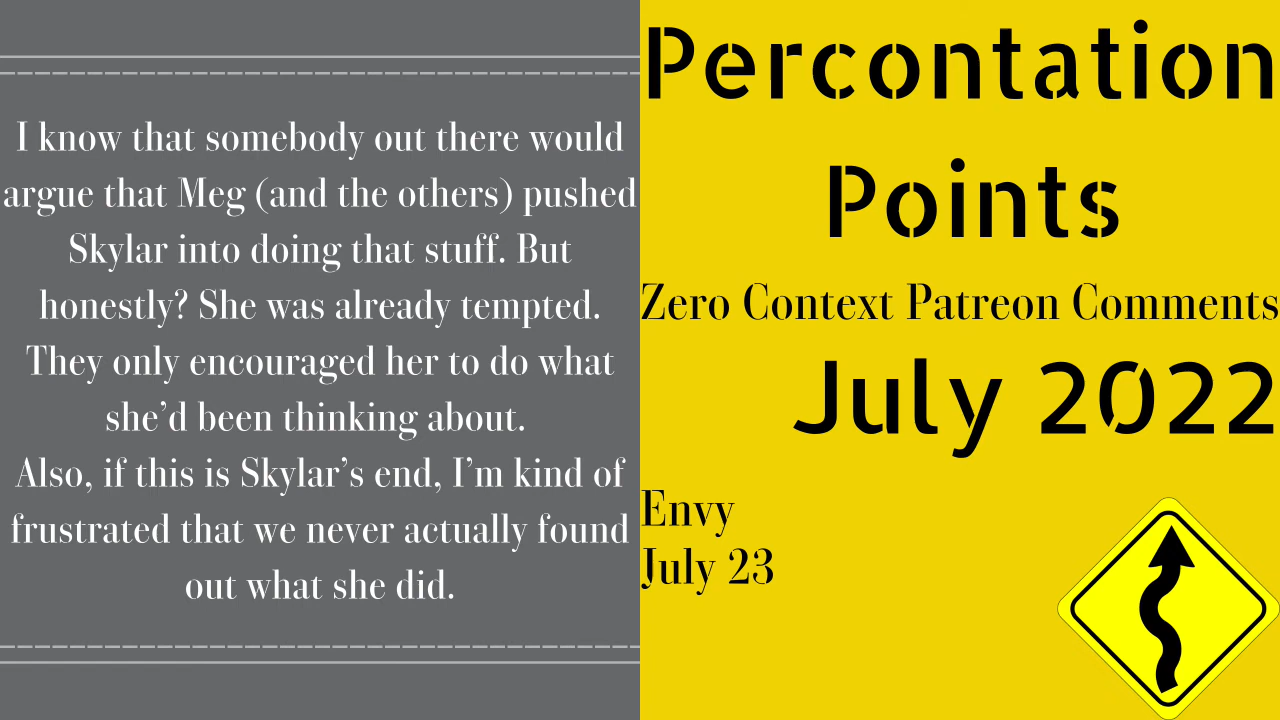 I know that somebody out there would
argue that Meg (and the others) pushed
Skylar into doing that stuff. But
honestly? She was already tempted.
They only encouraged her to do what
she’d been thinking about.
Also, if this is Skylar’s end, I’m kind of
frustrated that we never actually found
out what she did.
Percontation
Points
Zero Context Patreon Comments
July 2022
Envy
July 23